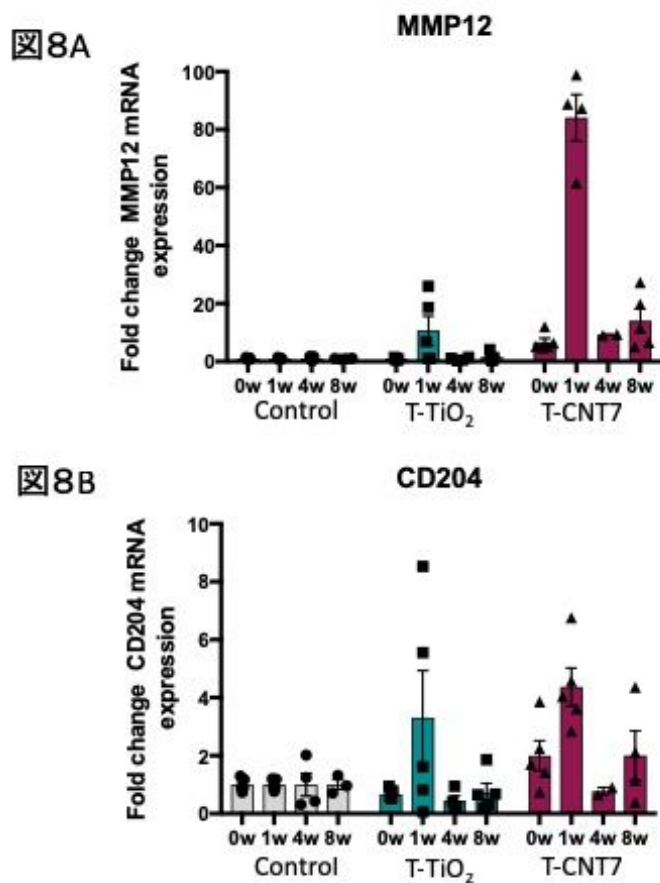 図8A
MMP12
Fold change MMP12 mRNA
expression
100
80
60
40
20
0
0w 1w 4w 8w 0w 1w 4w 8w 0w 1w 4w 8w
Control T-TiO₂ T-CNT7
図8B
CD204
Fold change CD204 mRNA
expression
10
8
6
4
2
0
0w 1w 4w 8w 0w 1w 4w 8w 0w 1w 4w 8w
Control T-TiO₂ T-CNT7